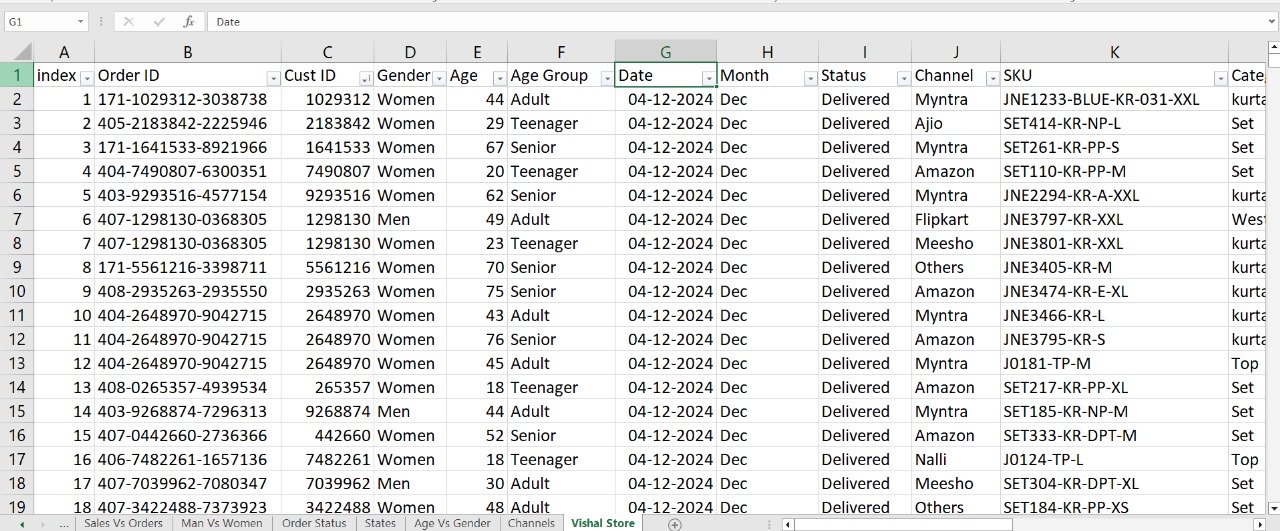 G1 fx Date
A B C D E F G H I J K
1 index Order ID Cust ID Gender Age Age Group Date Month Status Channel SKU Cate
2 1 171-1029312-3038738 1029312 Women 44 Adult 04-12-2024 Dec Delivered Myntra JNE1233-BLUE-KR-031-XXL kurta
3 2 405-2183842-2225946 2183842 Women 29 Teenager 04-12-2024 Dec Delivered Ajio SET414-KR-NP-L Set
4 3 171-1641533-8921966 1641533 Women 67 Senior 04-12-2024 Dec Delivered Myntra SET261-KR-PP-S Set
5 4 404-7490807-6300351 7490807 Women 20 Teenager 04-12-2024 Dec Delivered Amazon SET110-KR-PP-M Set
6 5 403-9293516-4577154 9293516 Women 62 Senior 04-12-2024 Dec Delivered Myntra JNE2294-KR-A-XXL kurta
7 6 407-1298130-0368305 1298130 Men 49 Adult 04-12-2024 Dec Delivered Flipkart JNE3797-KR-XXL West
8 7 407-1298130-0368305 1298130 Women 23 Teenager 04-12-2024 Dec Delivered Meesho JNE3801-KR-XXL kurta
9 8 171-5561216-3398711 5561216 Women 70 Senior 04-12-2024 Dec Delivered Others JNE3405-KR-M kurta
10 9 408-2935263-2935550 2935263 Women 75 Senior 04-12-2024 Dec Delivered Amazon JNE3474-KR-E-XL kurta
11 10 404-2648970-9042715 2648970 Women 43 Adult 04-12-2024 Dec Delivered Myntra JNE3466-KR-L kurta
12 11 404-2648970-9042715 2648970 Women 76 Senior 04-12-2024 Dec Delivered Amazon JNE3795-KR-S kurta
13 12 404-2648970-9042715 2648970 Women 45 Adult 04-12-2024 Dec Delivered Myntra J0181-TP-M Top
14 13 408-0265357-4939534 265357 Women 18 Teenager 04-12-2024 Dec Delivered Amazon SET217-KR-PP-XL Set
15 14 403-9268874-7296313 9268874 Men 44 Adult 04-12-2024 Dec Delivered Myntra SET185-KR-NP-M Set
16 15 407-0442660-2736366 442660 Women 52 Senior 04-12-2024 Dec Delivered Amazon SET333-KR-DPT-M Set
17 16 406-7482261-1657136 7482261 Women 18 Teenager 04-12-2024 Dec Delivered Nalli J0124-TP-L Top
18 17 407-7039962-7080347 7039962 Men 30 Adult 04-12-2024 Dec Delivered Meesho SET304-KR-DPT-XL Set
19 18 407-3422488-7373923 3422488 Women 48 Adult 04-12-2024 Dec Delivered Others SET184-KR-PP-XS Set
... Sales Vs Orders Man Vs Women Order Status States Age Vs Gender Channels Vishal Store